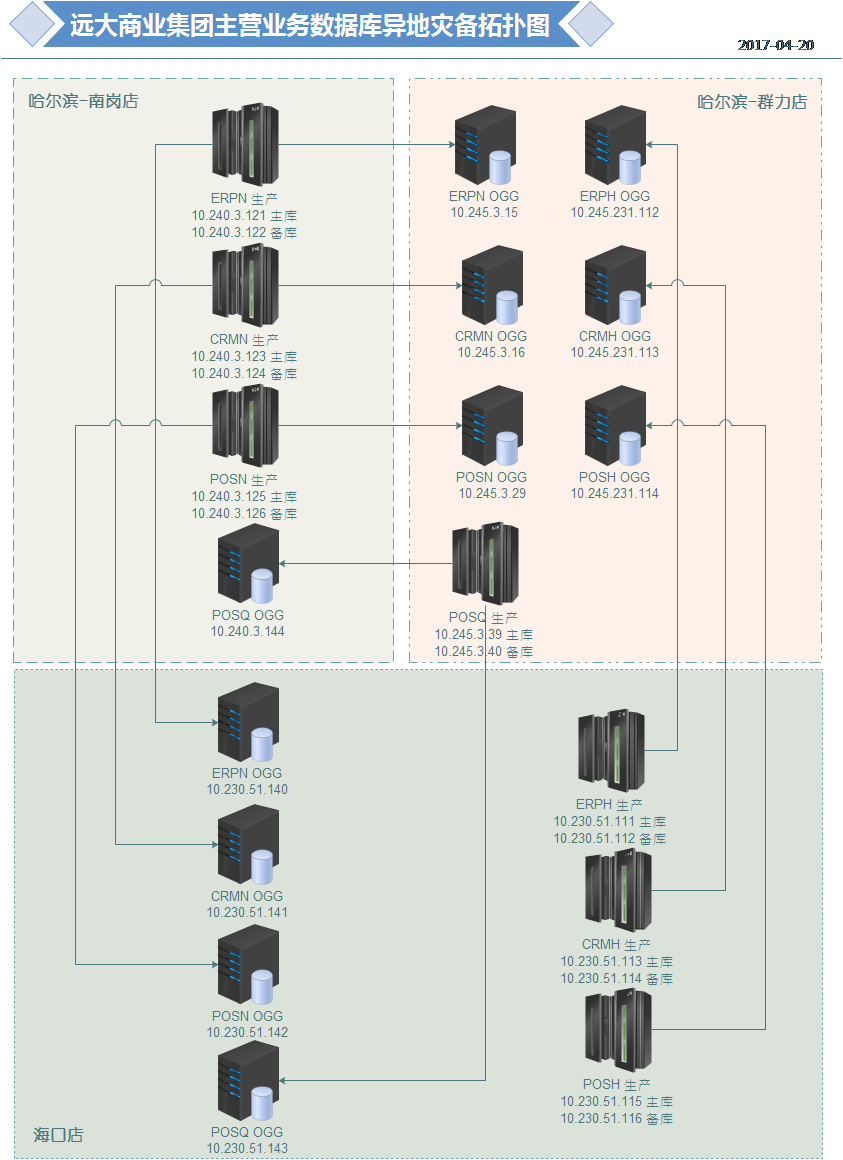 远大商业集团主营业务数据库异地灾备拓扑图
2017-04-20
哈尔滨-南岗店
ERPN 生产
10.240.3.121 主库
10.240.3.122 备库
CRMN 生产
10.240.3.123 主库
10.240.3.124 备库
POSN 生产
10.240.3.125 主库
10.240.3.126 备库
POSQ OGG
10.240.3.144
哈尔滨-群力店
ERPN OGG
10.245.3.15
ERPH OGG
10.245.231.112
CRMN OGG
10.245.3.16
CRMH OGG
10.245.231.113
POSN OGG
10.245.3.29
POSH OGG
10.245.231.114
POSQ 生产
10.245.3.39 主库
10.245.3.40 备库
ERPN OGG
10.230.51.140
CRMN OGG
10.230.51.141
POSN OGG
10.230.51.142
POSQ OGG
10.230.51.143
ERPH 生产
10.230.51.111 主库
10.230.51.112 备库
CRMH 生产
10.230.51.113 主库
10.230.51.114 备库
POSH 生产
10.230.51.115 主库
10.230.51.116 备库
海口店